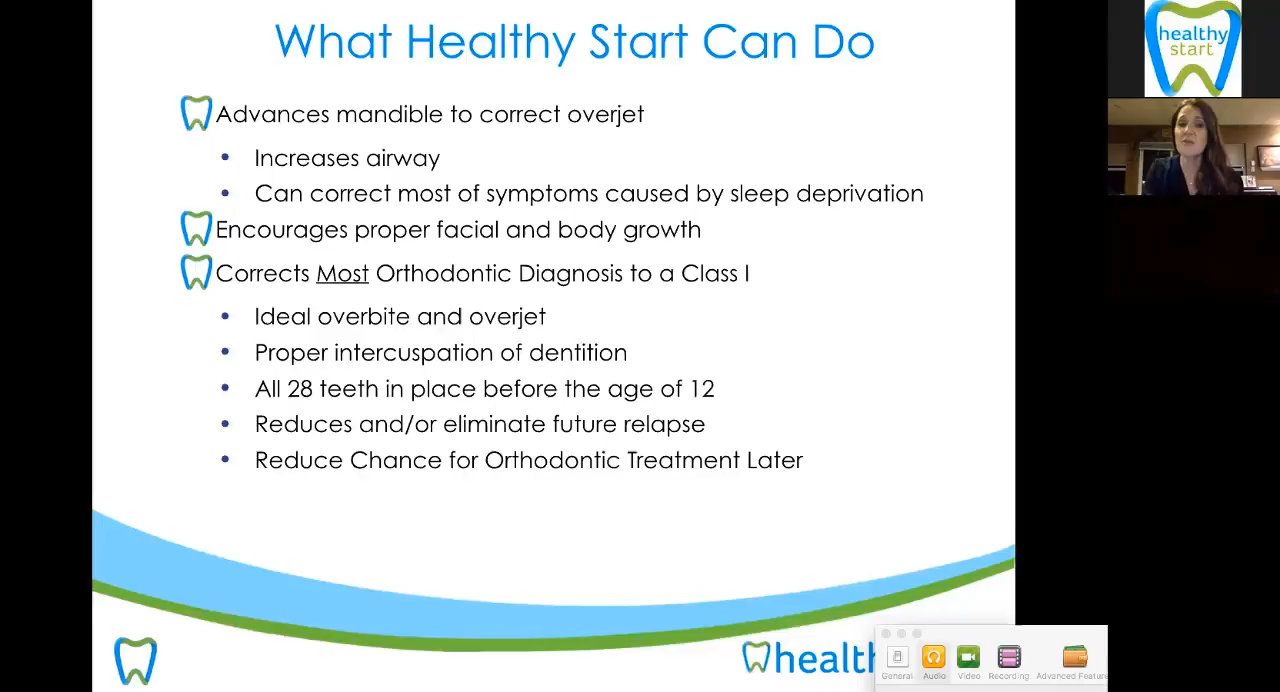 What Healthy Start Can Do
healthy
start
Advances mandible to correct overjet
• Increases airway
• Can correct most of symptoms caused by sleep deprivation
Encourages proper facial and body growth
Corrects Most Orthodontic Diagnosis to a Class I
• Ideal overbite and overjet
• Proper intercuspation of dentition
• All 28 teeth in place before the age of 12
• Reduces and/or eliminate future relapse
• Reduce Chance for Orthodontic Treatment Later
health
General Audio Video Recording Advanced Feature